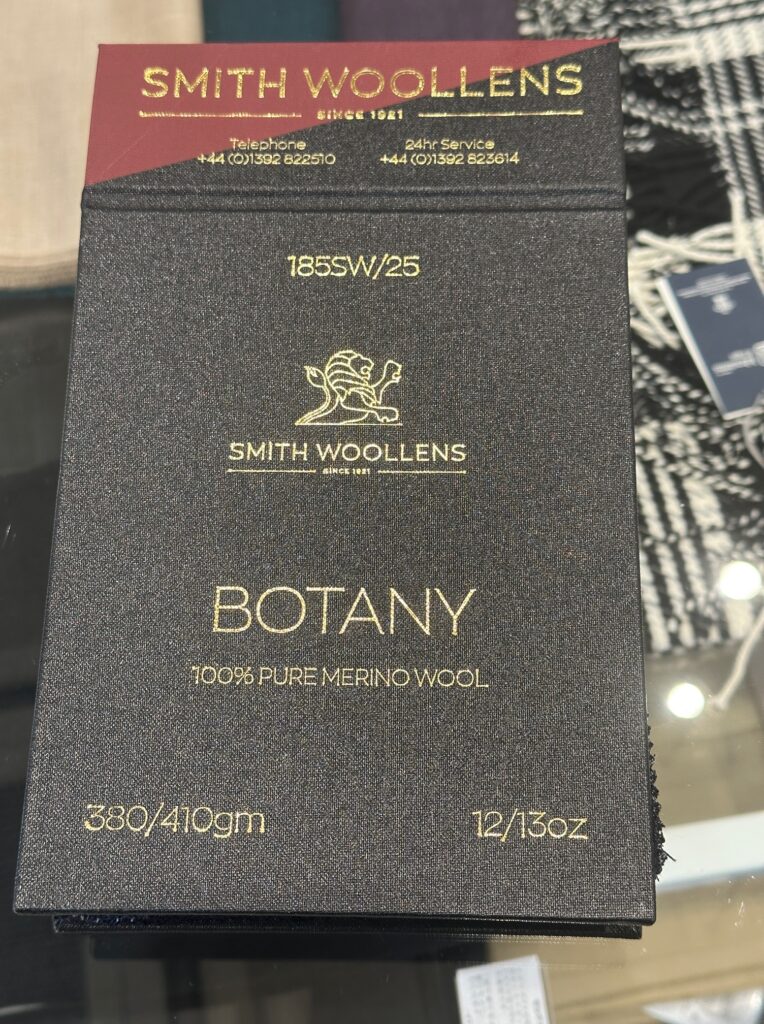 SMITH WOOLLENS
SINCE 1921
Telephone
+44 (0)1392 822510
24hr Service
+44 (0)1392 823614
185SW/25
SMITH WOOLLENS
SINCE 1921
BOTANY
100% PURE MERINO WOOL
380/410gm
12/13oz